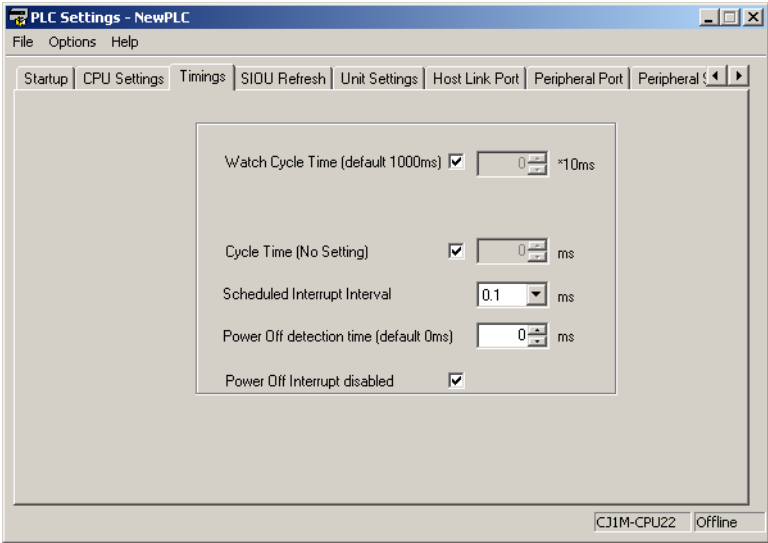 PLC Settings - NewPLC
File Options Help
Startup CPU Settings Timings SIOU Refresh Unit Settings Host Link Port Peripheral Port Peripheral
Watch Cycle Time (default 1000ms) 0 *10ms
Cycle Time (No Setting) 0 ms
Scheduled Interrupt Interval 0.1 ms
Power Off detection time (default 0ms) 0 ms
Power Off Interrupt disabled
CJ1M-CPU22 Offline